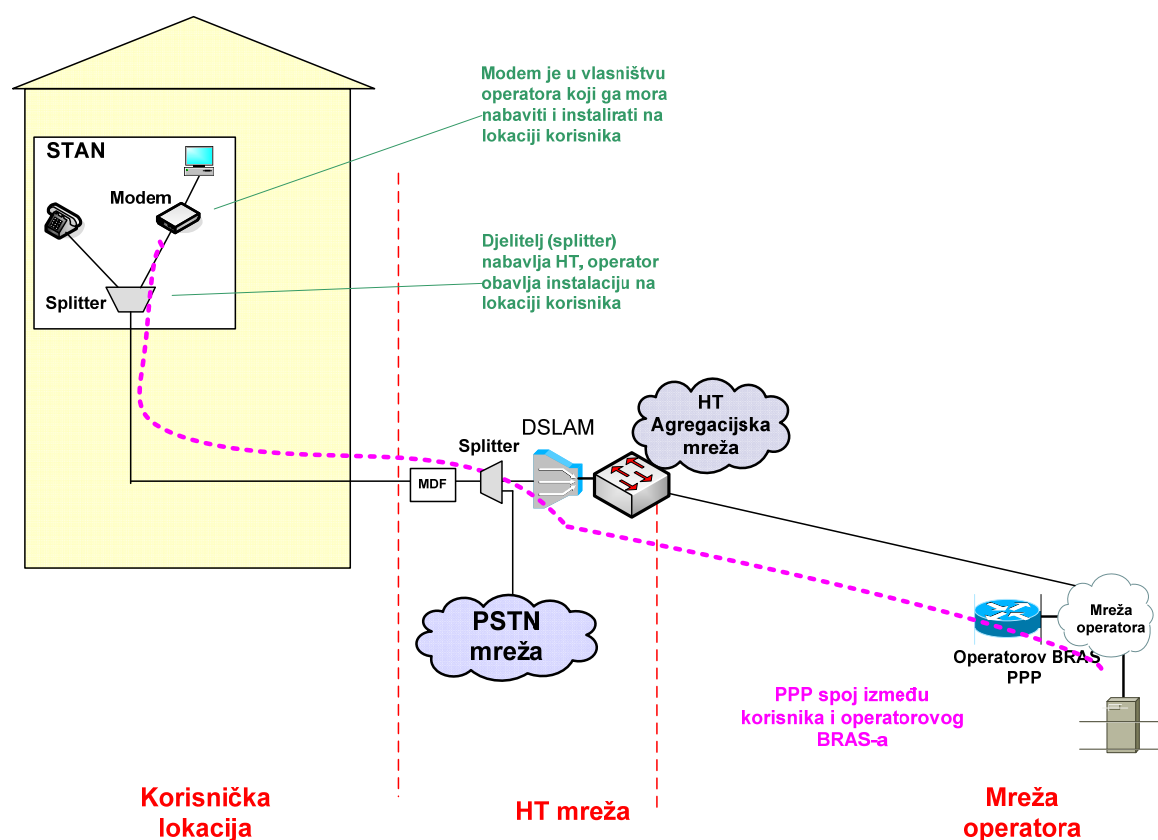 Modem je u vlasništvu
operatora koji ga mora
nabaviti i instalirati na
lokaciji korisnika
STAN
Modem
Djelitelj (splitter)
nabavlja HT, operator
obavlja instalaciju na
lokaciji korisnika
Splitter
HT
Agregacijska
mreža
DSLAM
Splitter
MDF
PSTN
mreža
Mreža
operatora
Operatorov BRAS
PPP
PPP spoj između
korisnika i operatorovog
BRAS-a
Korisnička
lokacija
HT mreža
Mreža
operatora